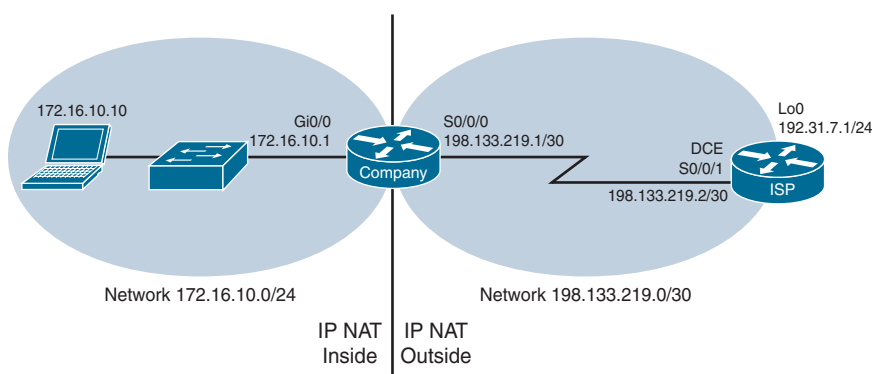 172.16.10.10
Gi0/0
172.16.10.1
Company
S0/0/0
198.133.219.1/30
Lo0
192.31.7.1/24
DCE
S0/0/1
198.133.219.2/30
ISP
Network 172.16.10.0/24
Network 198.133.219.0/30
IP NAT
Inside
IP NAT
Outside